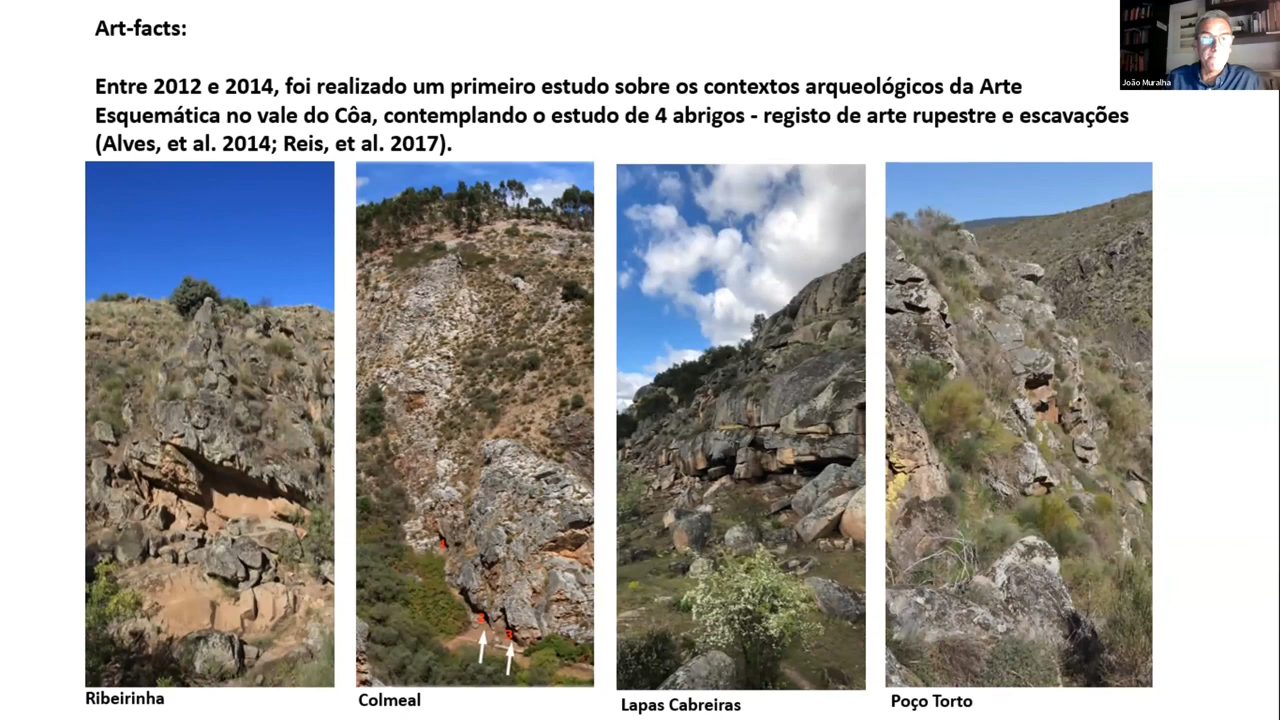 Art-facts:
Entre 2012 e 2014, foi realizado um primeiro estudo sobre os contextos arqueológicos da Arte
Esquemática no vale do Côa, contemplando o estudo de 4 abrigos - registo de arte rupestre e escavações
(Alves, et al. 2014; Reis, et al. 2017).
João Muralha
2
3
Ribeirinha
Colmeal
Lapas Cabreiras
Poço Torto